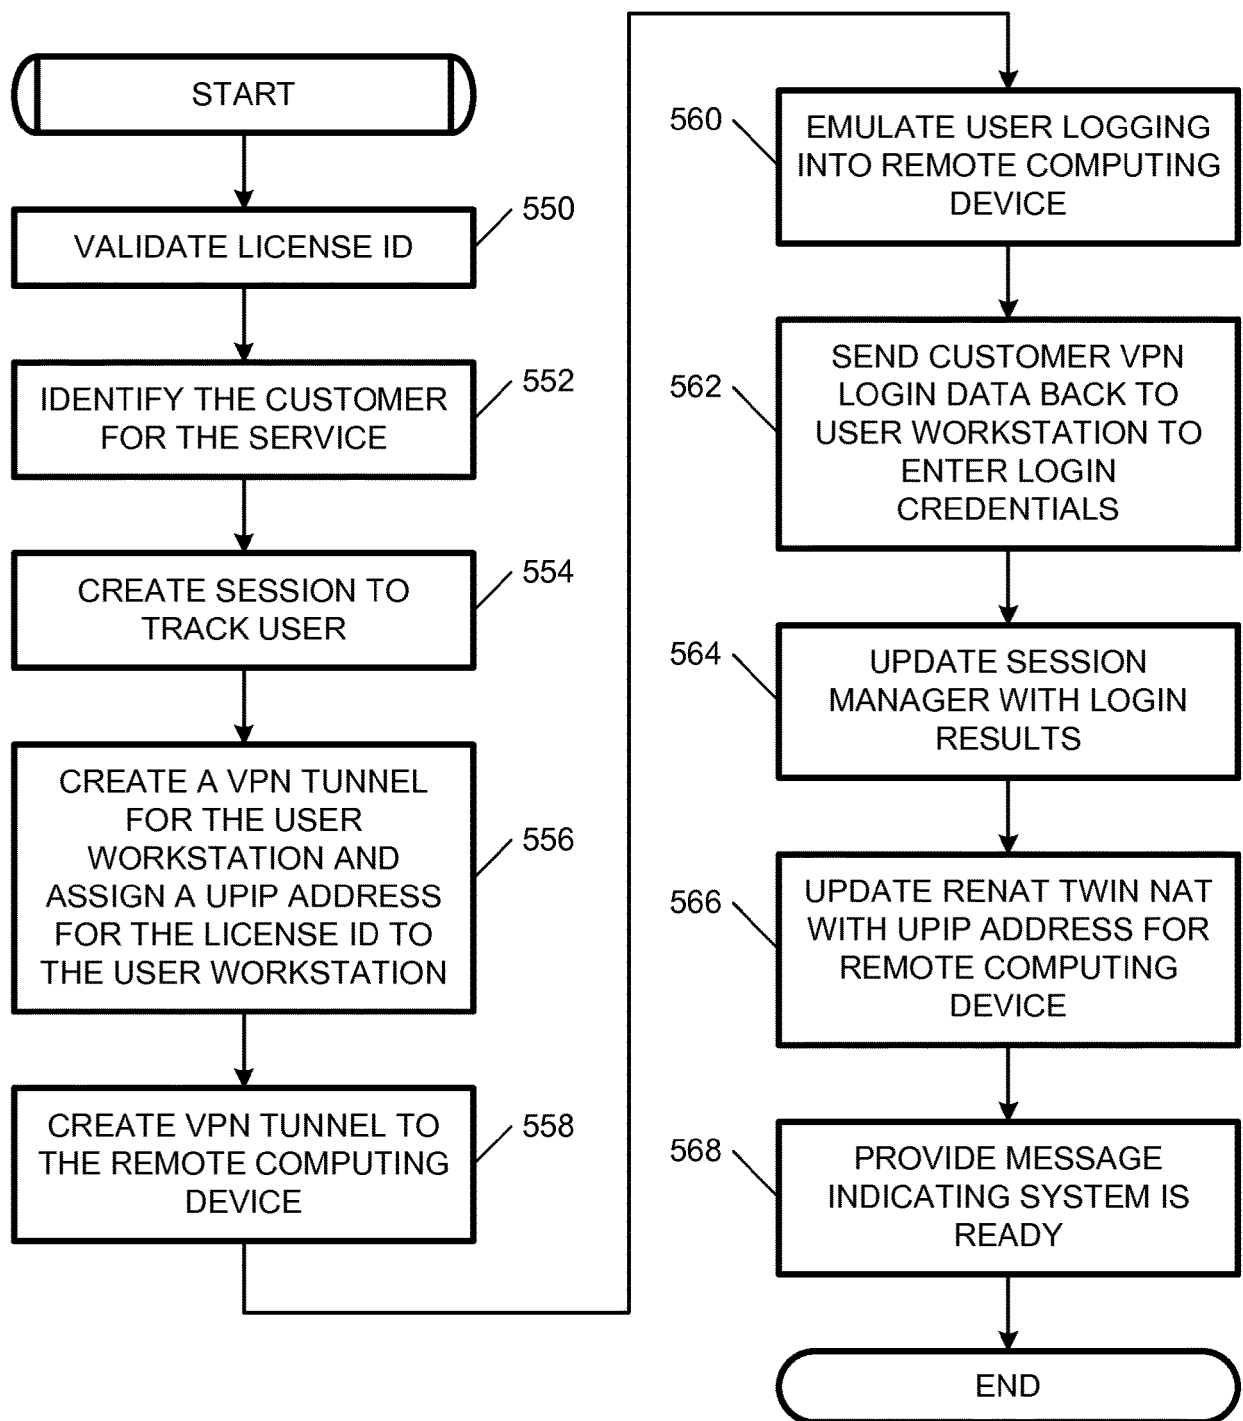 START
550
VALIDATE LICENSE ID
552
IDENTIFY THE CUSTOMER
FOR THE SERVICE
554
CREATE SESSION TO
TRACK USER
556
CREATE A VPN TUNNEL
FOR THE USER
WORKSTATION AND
ASSIGN A UPIP ADDRESS
FOR THE LICENSE ID TO
THE USER WORKSTATION
558
CREATE VPN TUNNEL TO
THE REMOTE COMPUTING
DEVICE
560
EMULATE USER LOGGING
INTO REMOTE COMPUTING
DEVICE
562
SEND CUSTOMER VPN
LOGIN DATA BACK TO
USER WORKSTATION TO
ENTER LOGIN
CREDENTIALS
564
UPDATE SESSION
MANAGER WITH LOGIN
RESULTS
566
UPDATE RENAT TWIN NAT
WITH UPIP ADDRESS FOR
REMOTE COMPUTING
DEVICE
568
PROVIDE MESSAGE
INDICATING SYSTEM IS
READY
END